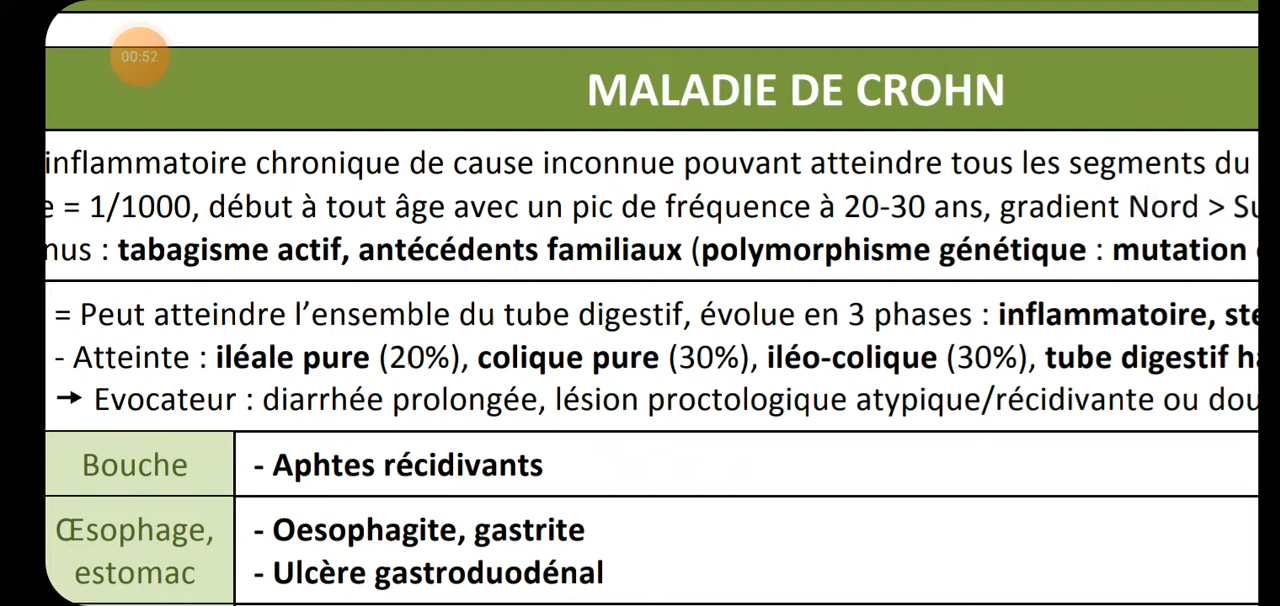 00:52
MALADIE DE CROHN
inflammatoire chronique de cause inconnue pouvant atteindre tous les segments du
= 1/1000, début à tout âge avec un pic de fréquence à 20-30 ans, gradient Nord >
: tabagisme actif, antécédents familiaux (polymorphisme génétique : mutation
= Peut atteindre l’ensemble du tube digestif, évolue en 3 phases : inflammatoire,
- Atteinte : iléale pure (20%), colique pure (30%), iléo-colique (30%), tube digestif
➞ Evocateur : diarrhée prolongée, lésion proctologique atypique/récidivante ou
Bouche
- Aphtes récidivants
Œsophage,
estomac
- Oesophagite, gastrite
- Ulcère gastroduodénal